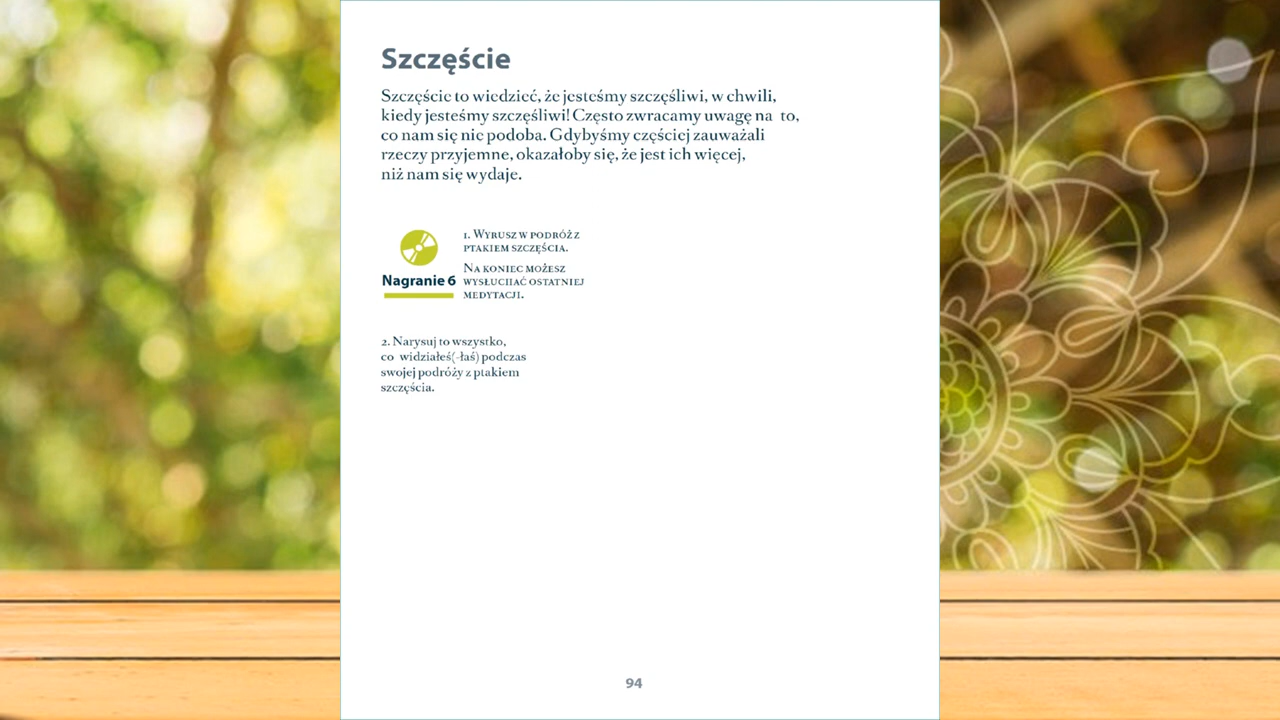 Szczęście
Szczęście to wiedzieć, że jesteśmy szczęśliwi, w chwili,
kiedy jesteśmy szczęśliwi! Często zwracamy uwagę na to,
co nam się nie podoba. Gdybyśmy częściej zauważali
rzeczy przyjemne, okazałoby się, że jest ich więcej,
niż nam się wydaje.
1. Wyrusz w podróż z
ptakiem szczęścia.
Nagranie 6
Na koniec możesz
wysłuchać ostatniej
medytacji.
2. Narysuj to wszystko,
co widziałeś(-łaś) podczas
swojej podróży z ptakiem
szczęścia.
94